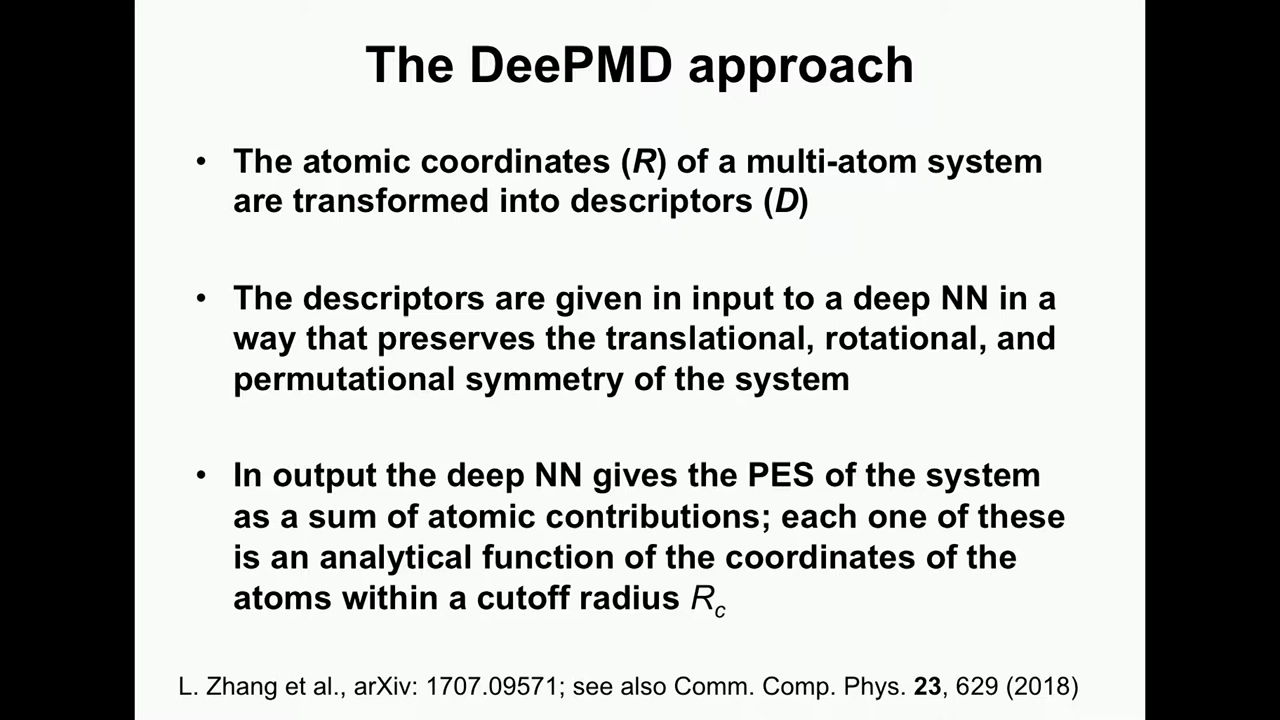 The DeePMD approach
• The atomic coordinates (R) of a multi-atom system
are transformed into descriptors (D)
• The descriptors are given in input to a deep NN in a
way that preserves the translational, rotational, and
permutational symmetry of the system
• In output the deep NN gives the PES of the system
as a sum of atomic contributions; each one of these
is an analytical function of the coordinates of the
atoms within a cutoff radius Rc
L. Zhang et al., arXiv: 1707.09571; see also Comm. Comp. Phys. 23, 629 (2018)